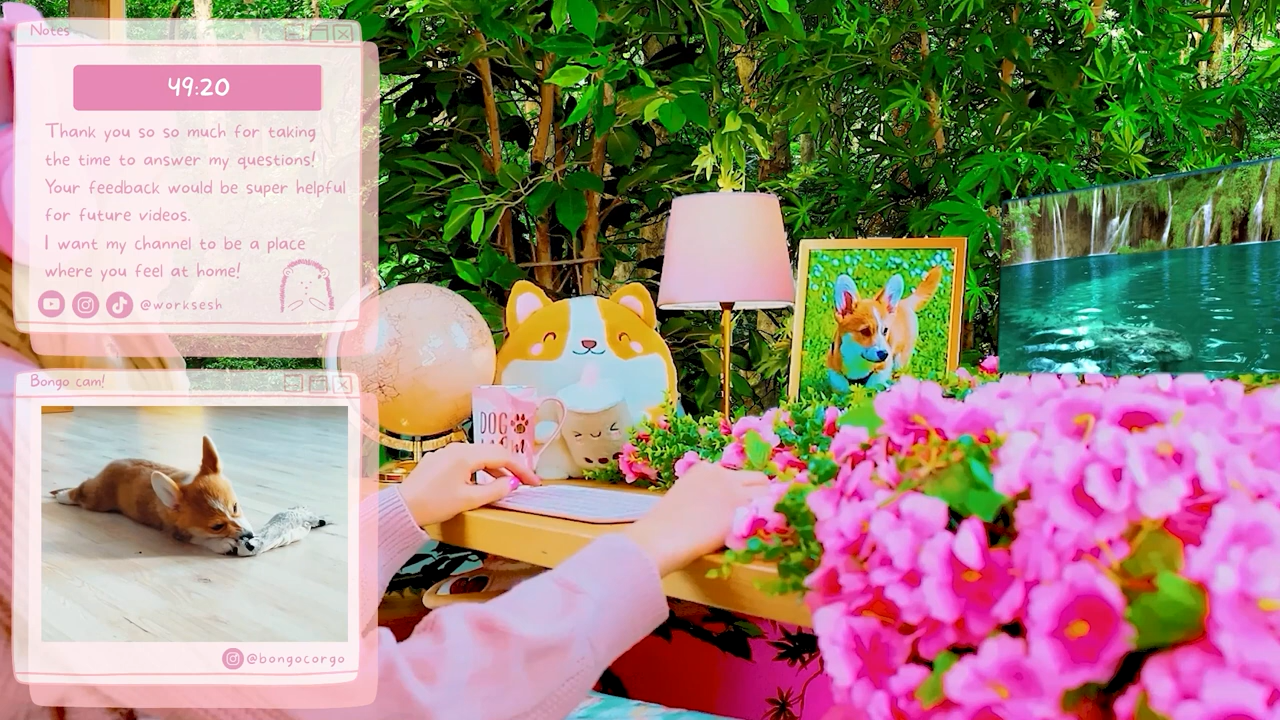 Notes
49:20
Thank you so so much for taking
the time to answer my questions!
Your feedback would be super helpful
for future videos.
I want my channel to be a place
where you feel at home!
@worksesh
Bongo cam!
@bongocorgo
DOG